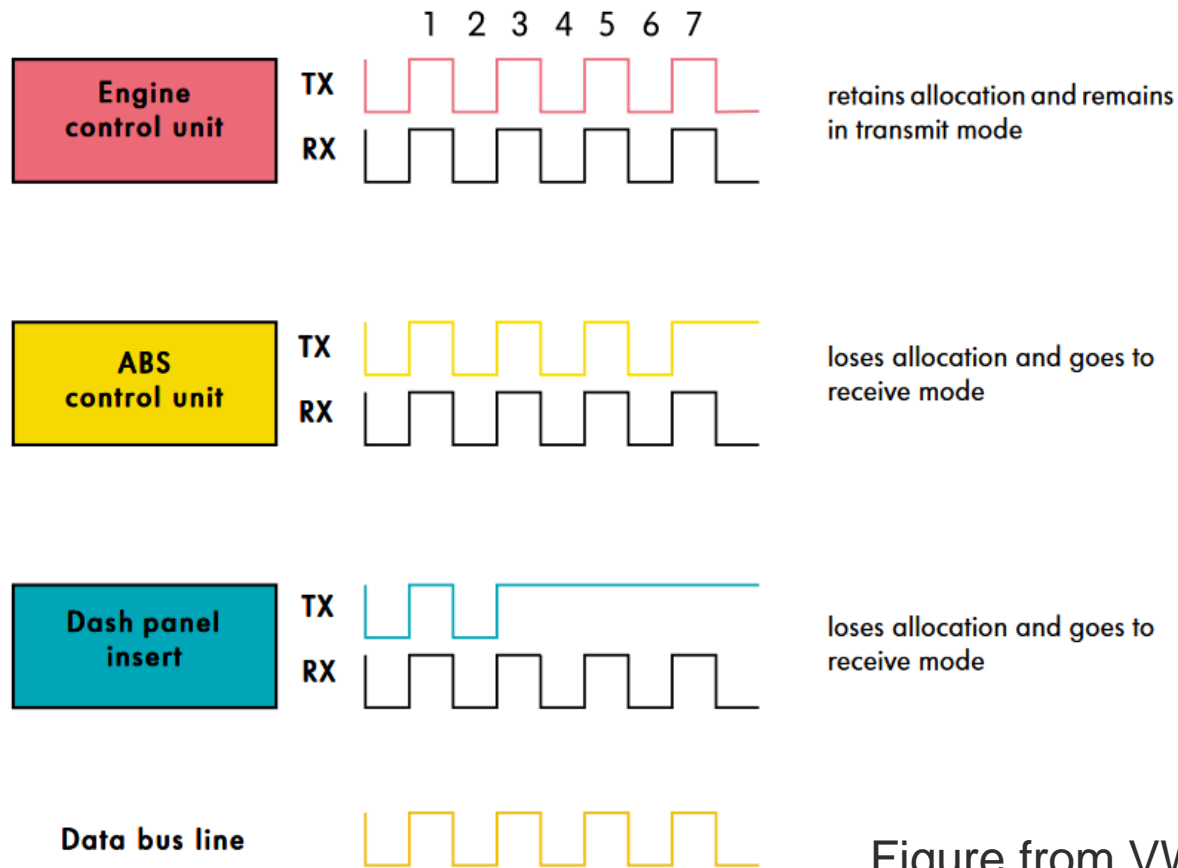 1 2 3 4 5 6 7
Engine
control unit
TX
RX
retains allocation and remains
in transmit mode
ABS
control unit
TX
RX
loses allocation and goes to
receive mode
Dash panel
insert
TX
RX
loses allocation and goes to
receive mode
Data bus line
Figure from VW